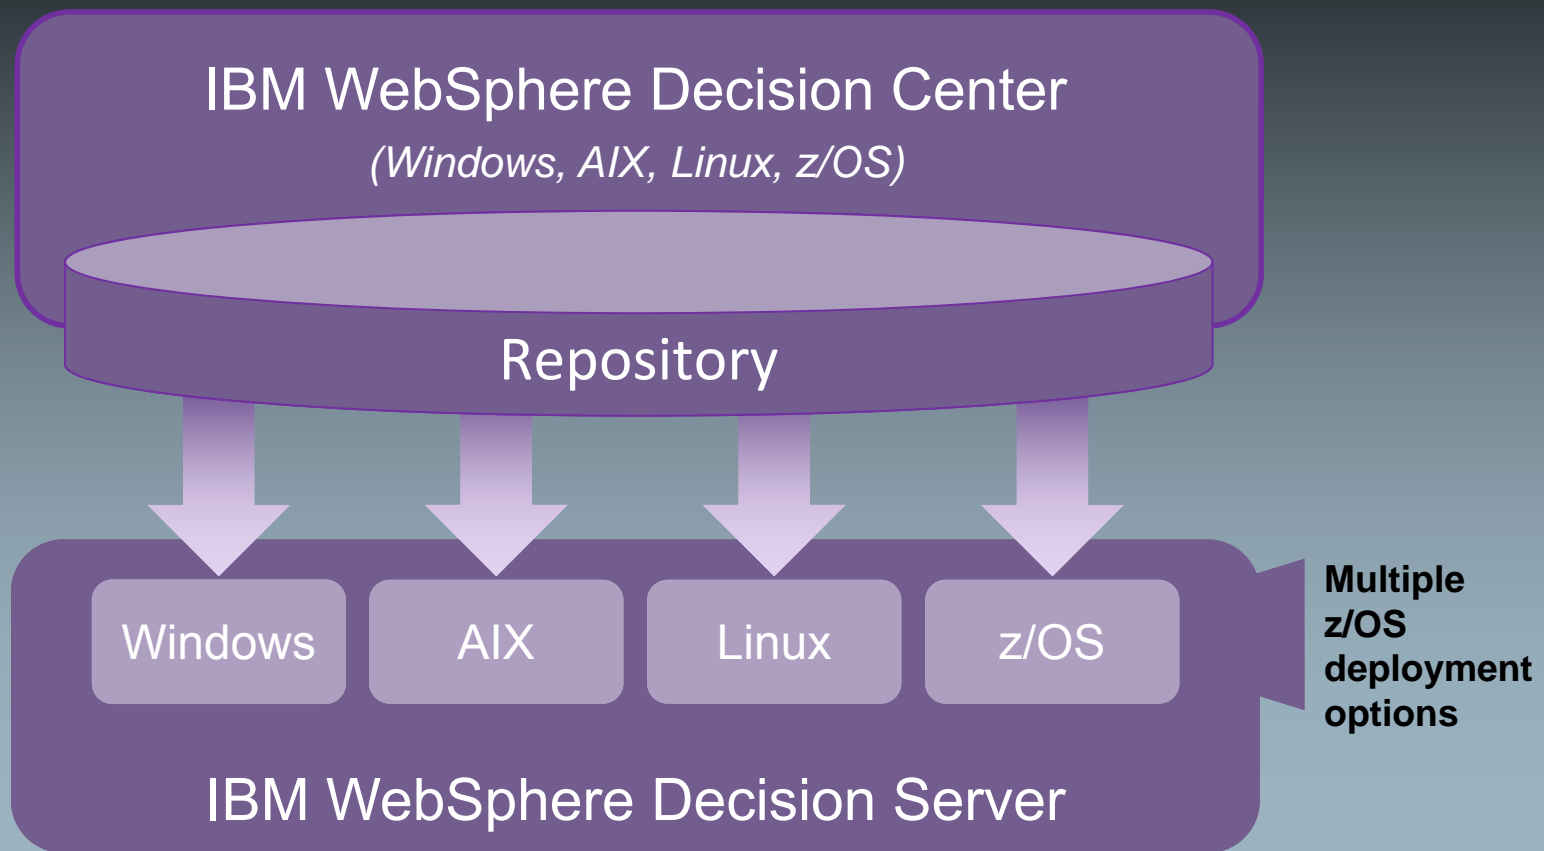 IBM WebSphere Decision Center
(Windows, AIX, Linux, z/OS)
Repository
Windows
AIX
Linux
z/OS
Multiple
z/OS
deployment
options
IBM WebSphere Decision Server